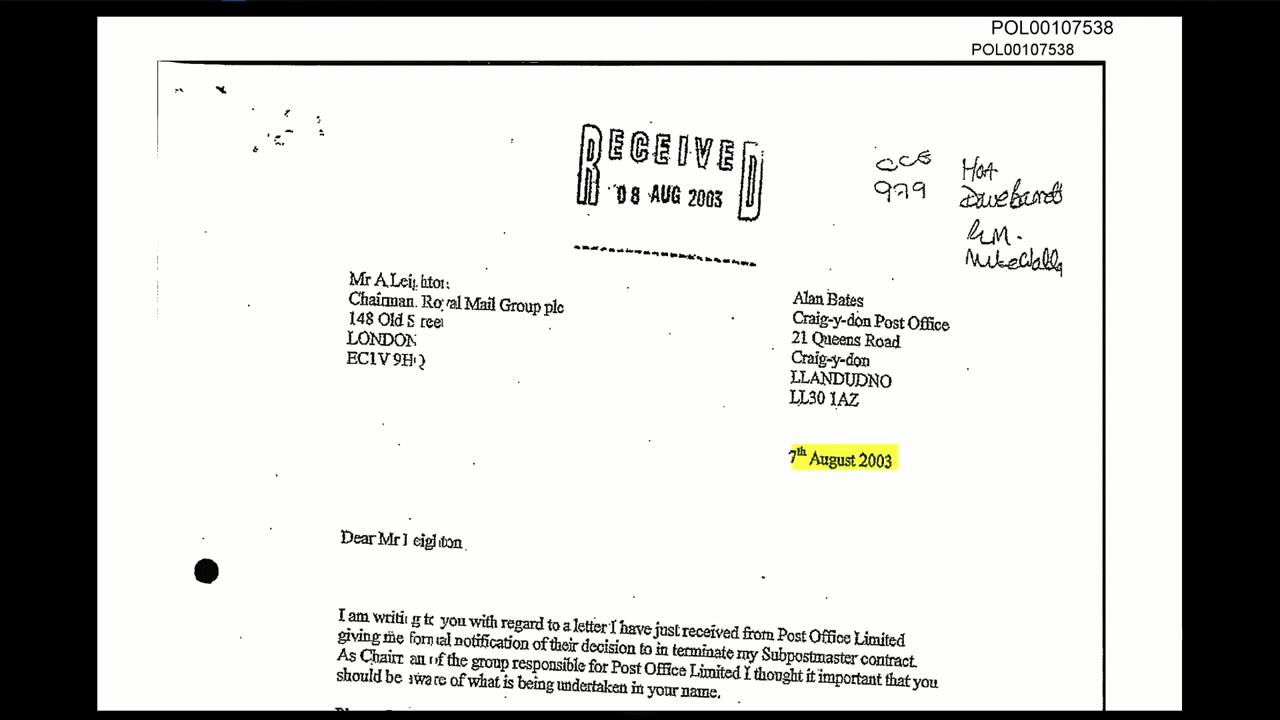 POL00107538
POL00107538
RECEIVED
08 AUG 2003
979
Mr A Leighton
Chairman, Royal Mail Group plc
148 Old Street
LONDON
EC1V 9HQ
Alan Bates
Craig-y-don Post Office
21 Queens Road
Craig-y-don
LLANDUDNO
LL30 1AZ
7th August 2003
Dear Mr Leighton
I am writing to you with regard to a letter I have just received from Post Office Limited
giving me formal notification of their decision to in terminate my Subpostmaster contract.
As Chairman of the group responsible for Post Office Limited I thought it important that you
should be aware of what is being undertaken in your name.